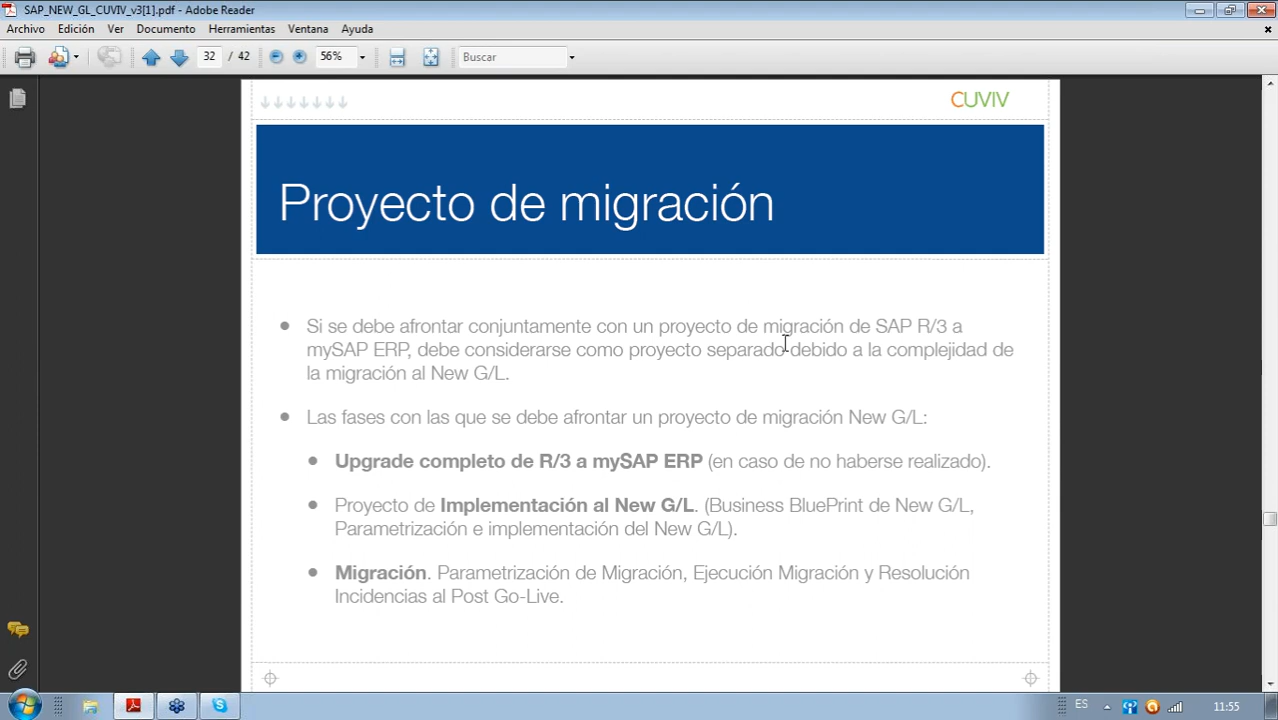 SAP_NEW_GL_CUVIV_v3[1].pdf - Adobe Reader
Archivo Edición Ver Documento Herramientas Ventana Ayuda
32 / 42 56% Buscar
CUVIV
Proyecto de migración
Si se debe afrontar conjuntamente con un proyecto de migración de SAP R/3 a
mySAP ERP, debe considerarse como proyecto separado debido a la complejidad de
la migración al New G/L.
Las fases con las que se debe afrontar un proyecto de migración New G/L:
Upgrade completo de R/3 a mySAP ERP (en caso de no haberse realizado).
Proyecto de Implementación al New G/L. (Business BluePrint de New G/L,
Parametrización e implementación del New G/L).
Migración. Parametrización de Migración, Ejecución Migración y Resolución
Incidencias al Post Go-Live.
ES 11:55